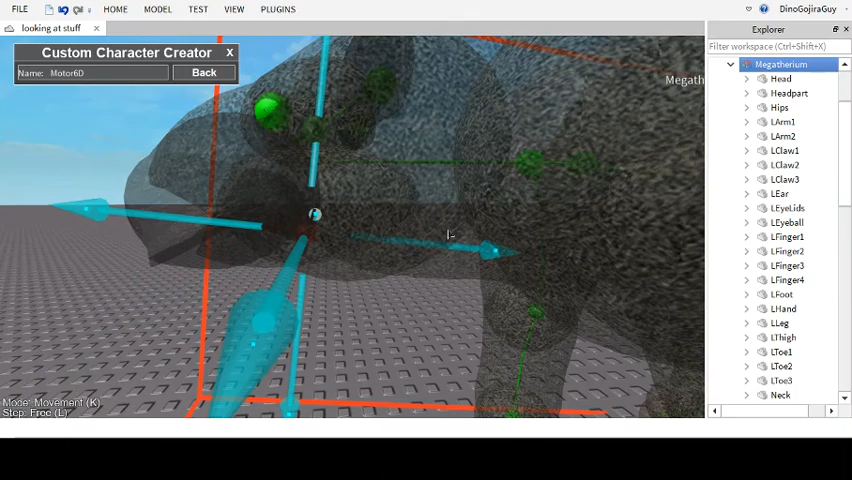 FILE HOME MODEL TEST VIEW PLUGINS DinoGojiraGuy
looking at stuff x
Custom Character Creator X
Name: Motor6D Back
Megath
Mode: Movement (K)
Step: Free (L)
Explorer
Filter workspace (Ctrl+Shift+X)
Megatherium
Head
Headpart
Hips
LArm1
LArm2
LClaw1
LClaw2
LClaw3
LEar
LEyeLids
LEyeball
LFinger1
LFinger2
LFinger3
LFinger4
LFoot
LHand
LLeg
LThigh
LToe1
LToe2
LToe3
Neck